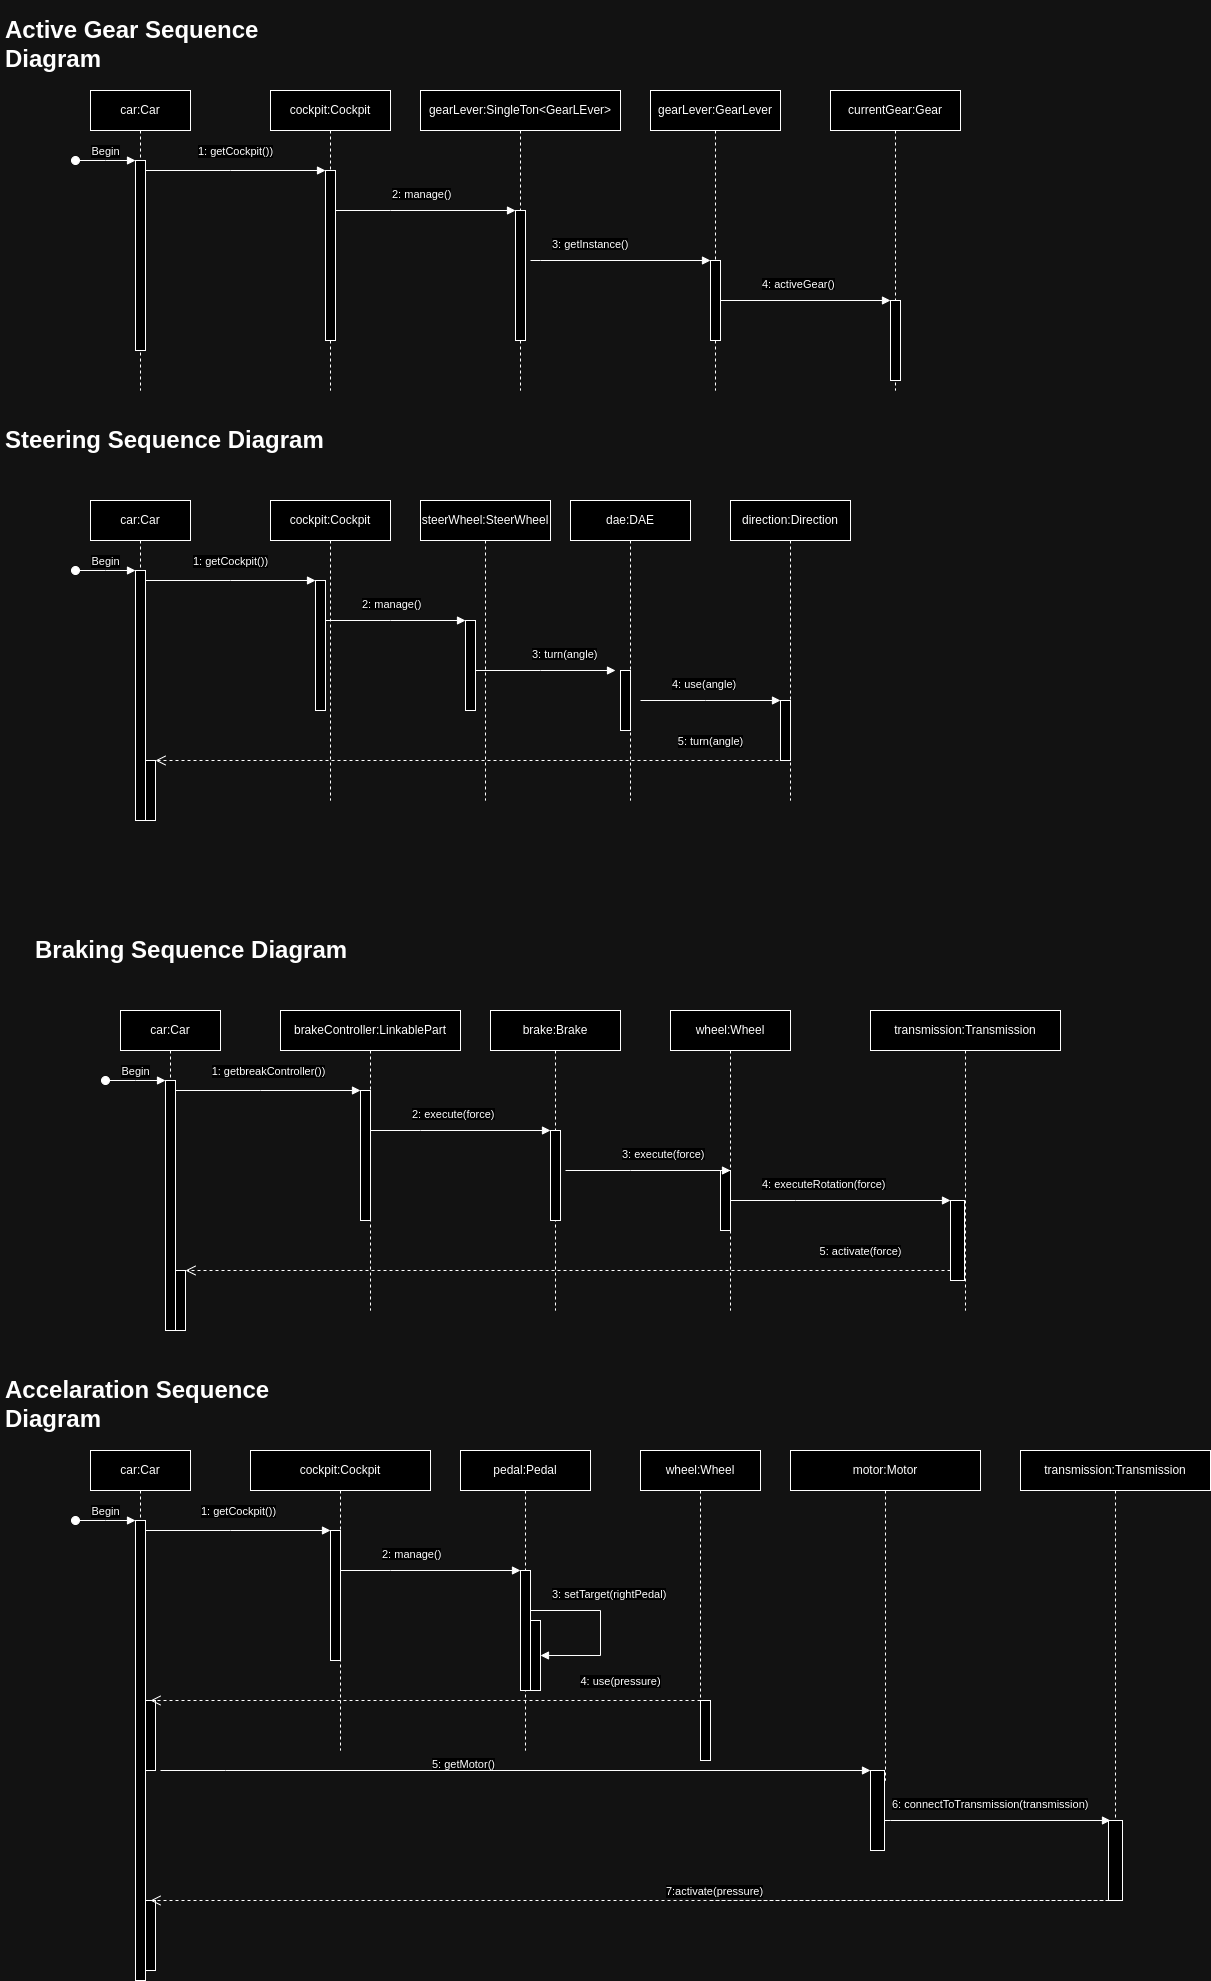 Active Gear Sequence
Diagram
car:Car
cockpit:Cockpit
gearLever:SingleTon<GearLEver>
gearLever:GearLever
currentGear:Gear
Begin
1: getCockpit())
2: manage()
3: getInstance()
4: activeGear()
Steering Sequence Diagram
car:Car
cockpit:Cockpit
steerWheel:SteerWheel
dae:DAE
direction:Direction
Begin
1: getCockpit())
2: manage()
3: turn(angle)
4: use(angle)
5: turn(angle)
Braking Sequence Diagram
car:Car
brakeController:LinkablePart
brake:Brake
wheel:Wheel
transmission:Transmission
Begin
1: getbreakController())
2: execute(force)
3: execute(force)
4: executeRotation(force)
5: activate(force)
Accelaration Sequence
Diagram
car:Car
cockpit:Cockpit
pedal:Pedal
wheel:Wheel
motor:Motor
transmission:Transmission
Begin
1: getCockpit())
2: manage()
3: setTarget(rightPedal)
4: use(pressure)
5: getMotor()
6: connectToTransmission(transmission)
7:activate(pressure)